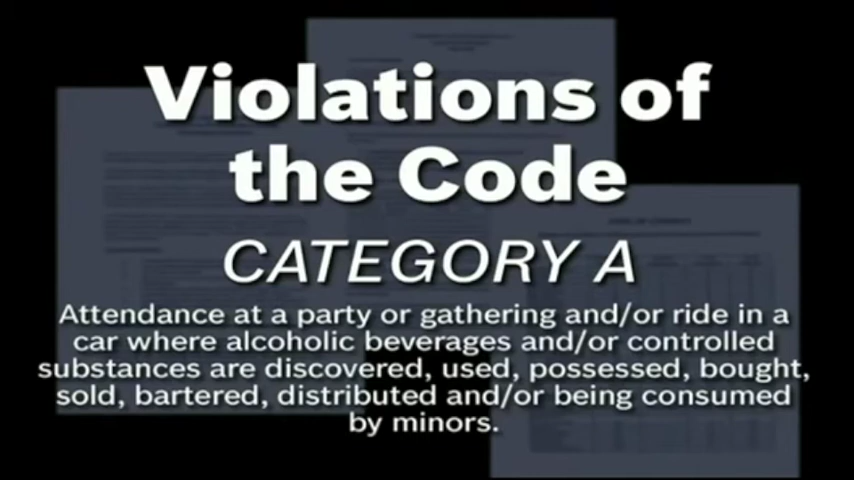 Violations of
the Code
CATEGORY A
Attendance at a party or gathering and/or ride in a
car where alcoholic beverages and/or controlled
substances are discovered, used, possessed, bought,
sold, bartered, distributed and/or being consumed
by minors.